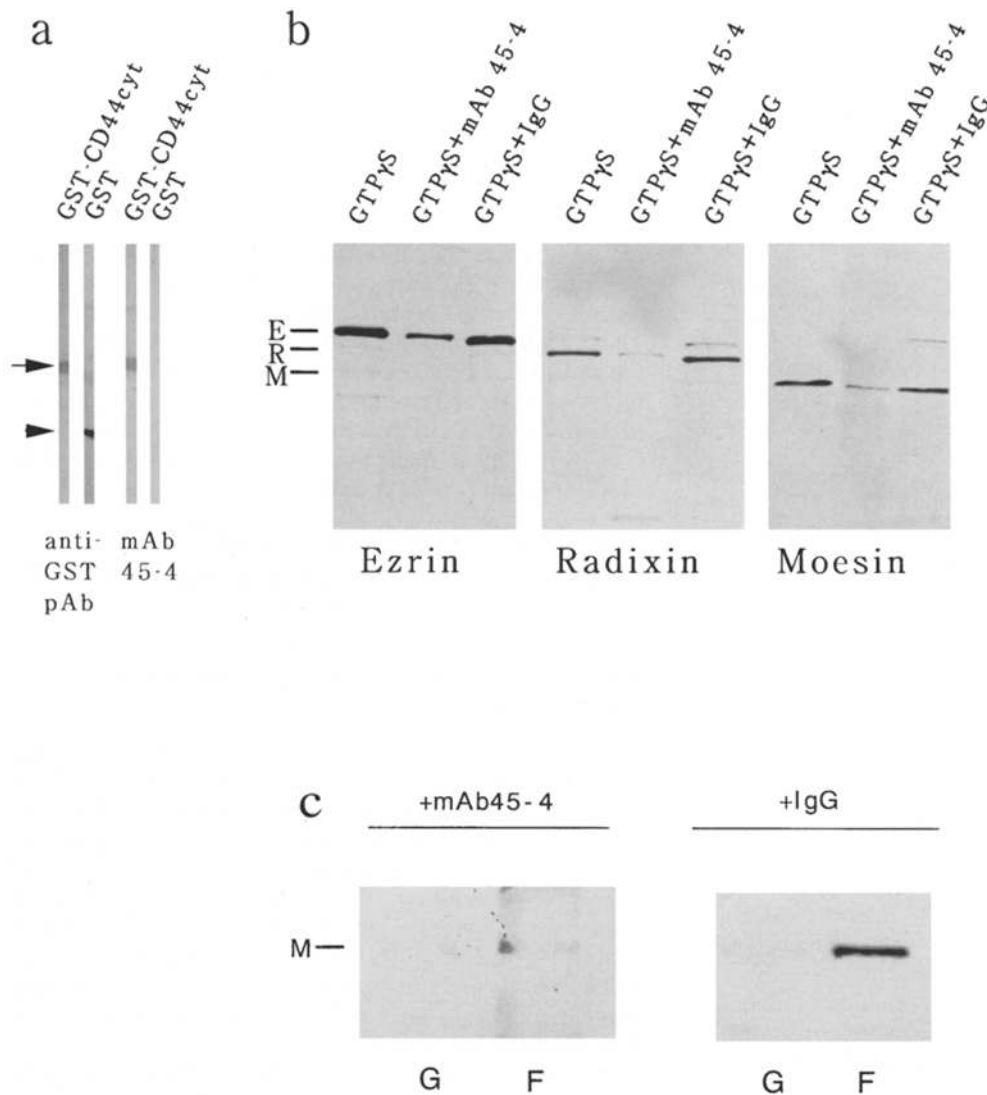 a
GST-CD44cyt
GST
GST-CD44cyt
GST
anti-
GST
pAb
mAb
45-4
b
GTPγS
GTPγS+mAb 45-4
GTPγS+IgG
GTPγS
GTPγS+mAb 45-4
GTPγS+IgG
GTPγS
GTPγS+mAb 45-4
GTPγS+IgG
E
R
M
Ezrin
Radixin
Moesin
c
+mAb45-4
+IgG
M
G
F
G
F